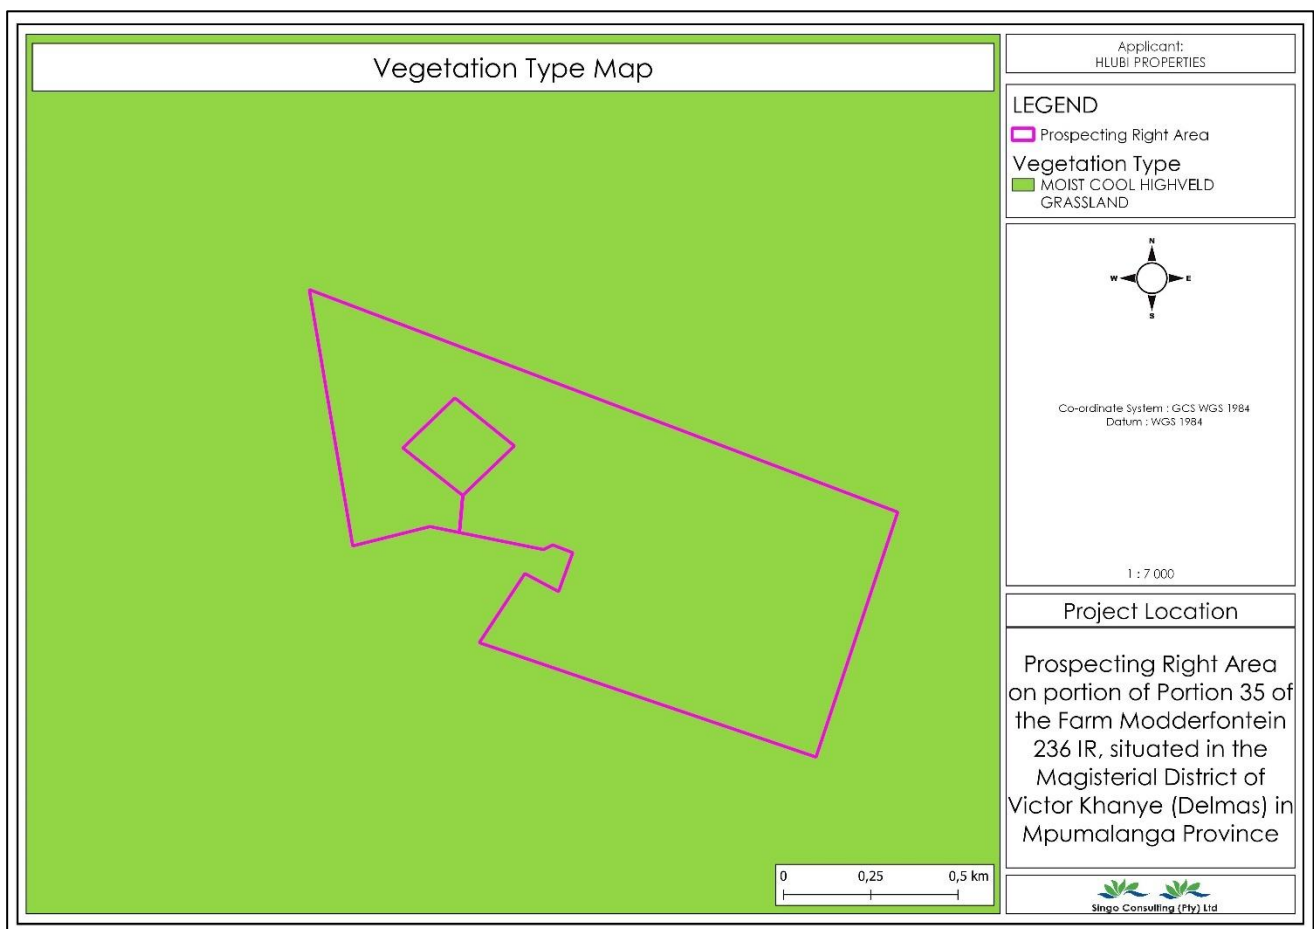 Vegetation Type Map
Applicant:
HLUBI PROPERTIES
LEGEND
Prospecting Right Area
Vegetation Type
MOIST COOL HIGHVELD
GRASSLAND
N
W E
S
Co-ordinate System : GCS WGS 1984
Datum : WGS 1984
1 : 7 000
Project Location
Prospecting Right Area
on portion of Portion 35 of
the Farm Modderfontein
236 IR, situated in the
Magisterial District of
Victor Khanye (Delmas) in
Mpumalanga Province
0 0,25 0,5 km
Singo Consulting (Pty) Ltd